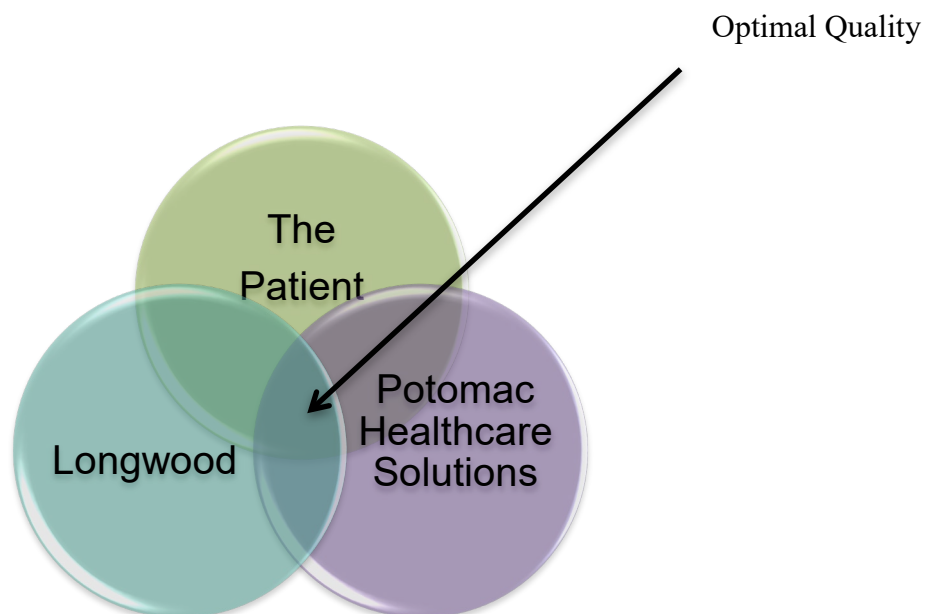 Optimal Quality
The
Patient
Potomac
Healthcare
Solutions
Longwood